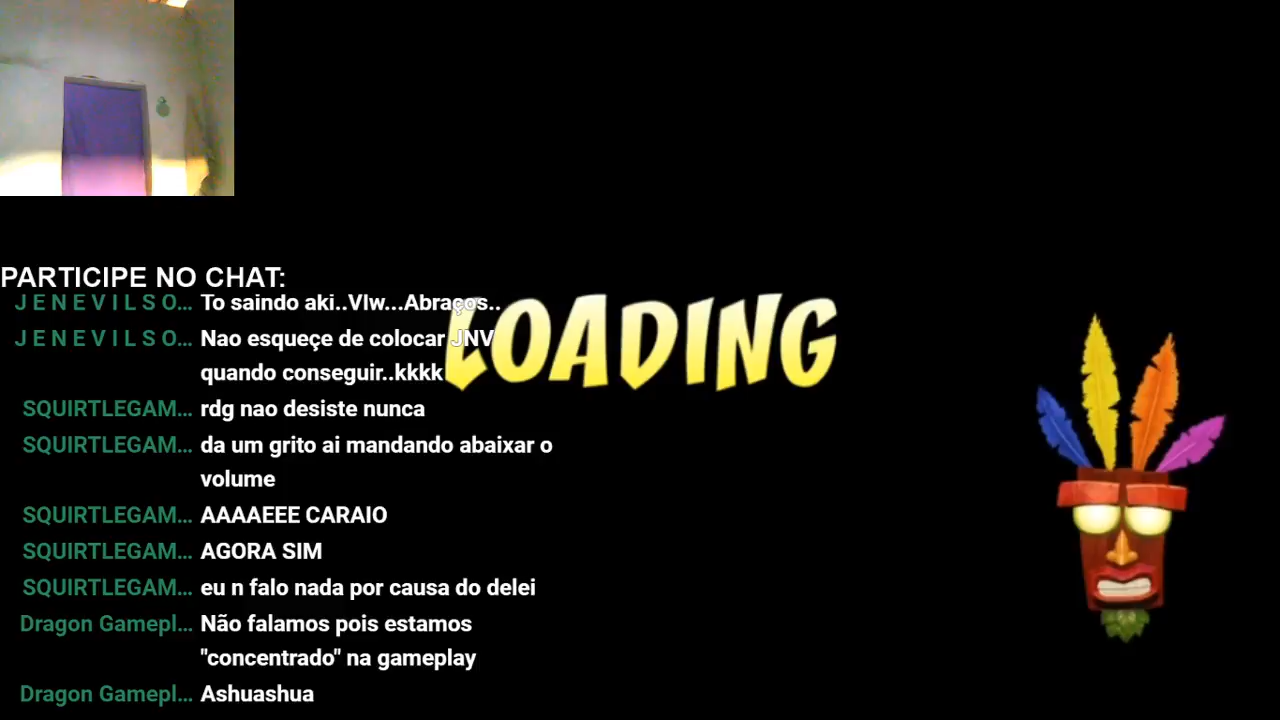 PARTICIPE NO CHAT:
J E N E V I L S O... To saindo aki..Vlw...Abraços..
J E N E V I L S O... Nao esqueçe de colocar JNV
quando conseguir..kkkk
LOADING
SQUIRTLEGAM... rdg nao desiste nunca
SQUIRTLEGAM... da um grito ai mandando abaixar o
volume
SQUIRTLEGAM... AAAAEEE CARAIO
SQUIRTLEGAM... AGORA SIM
SQUIRTLEGAM... eu n falo nada por causa do delei
Dragon Gamepl... Não falamos pois estamos
"concentrado" na gameplay
Dragon Gamepl... Ashuashua